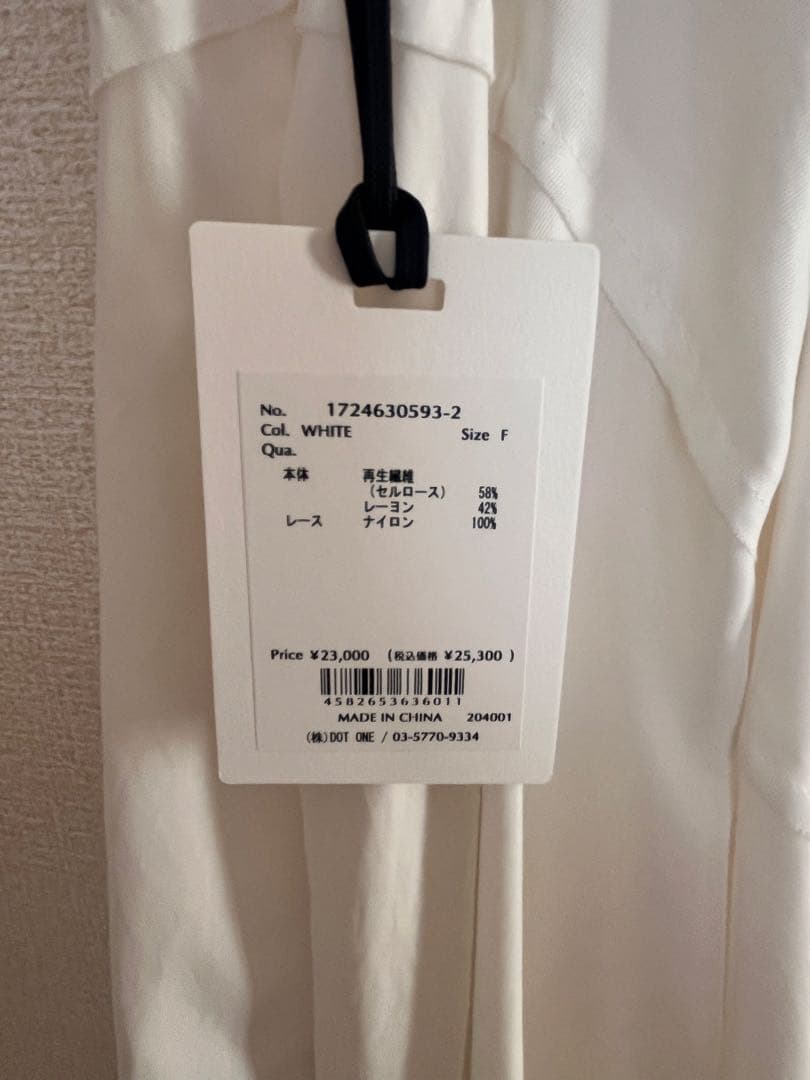 No. 1724630593-2
Col. WHITE Size F
Qua.
本体 再生繊維
(セルロース) 58%
レーヨン 42%
レース ナイロン 100%
Price ¥23,000 (税込価格 ¥25,300 )
4582653636011
MADE IN CHINA 204001
(株)DOT ONE / 03-5770-9334